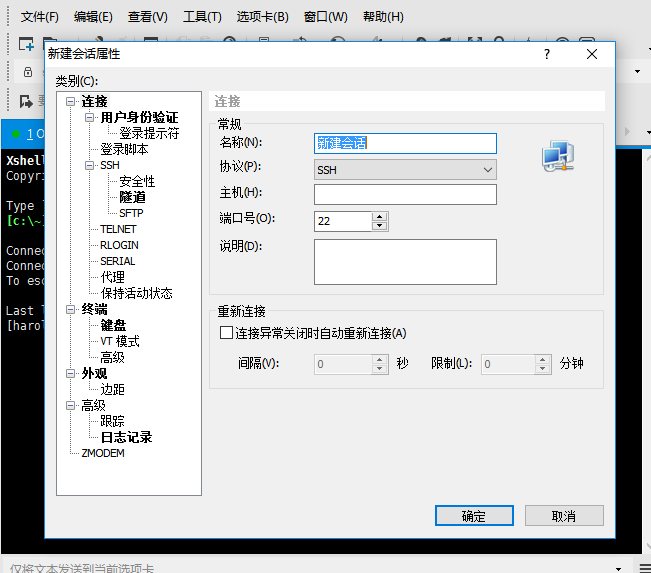 文件(F) 编辑(E) 查看(V) 工具(T) 选项卡(B) 窗口(W) 帮助(H)
新建会话属性
类别(C):
连接
用户身份验证
登录提示符
登录脚本
SSH
安全性
隧道
SFTP
TELNET
RLOGIN
SERIAL
代理
保持活动状态
终端
键盘
VT 模式
高级
外观
边距
高级
跟踪
日志记录
ZMODEM
连接
常规
名称(N): 新建会话
协议(P): SSH
主机(H):
端口号(O): 22
说明(D):
重新连接
连接异常关闭时自动重新连接(A)
间隔(V): 0 秒 限制(L): 0 分钟
确定 取消
1
Xshell
Copyri
Type
[c:\~
Connec
Connec
To esc
Last
[harol
仅将文本发送到当前选项卡